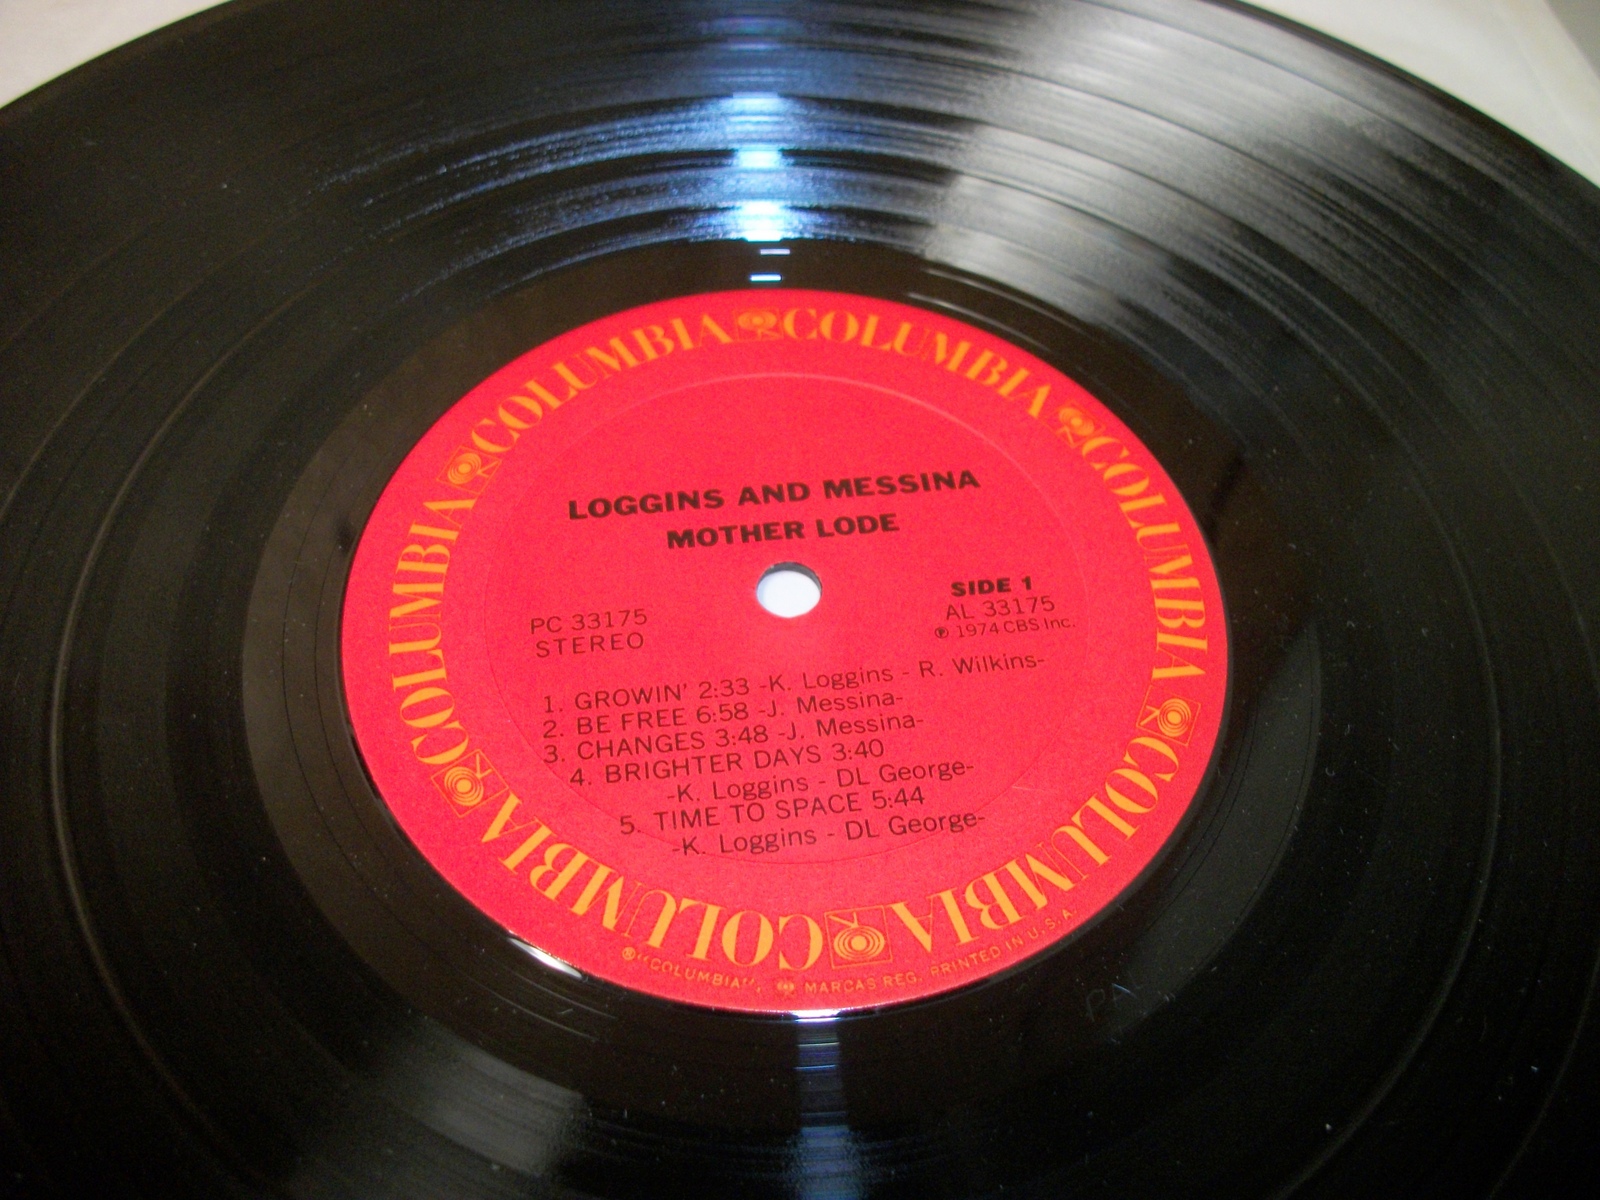 COLUMBIA COLUMBIA COLUMBIA COLUMBIA COLUMBIA COLUMBIA
LOGGINS AND MESSINA
MOTHER LODE
SIDE 1
AL 33175
℗ 1974 CBS Inc.
PC 33175
STEREO
1. GROWIN' 2:33 -K. Loggins - R. Wilkins-
2. BE FREE 6:58 -J. Messina-
3. CHANGES 3:48 -J. Messina-
4. BRIGHTER DAYS 3:40
-K. Loggins - DL George-
5. TIME TO SPACE 5:44
-K. Loggins - DL George-
®"COLUMBIA", MARCAS REG. PRINTED IN U.S.A.